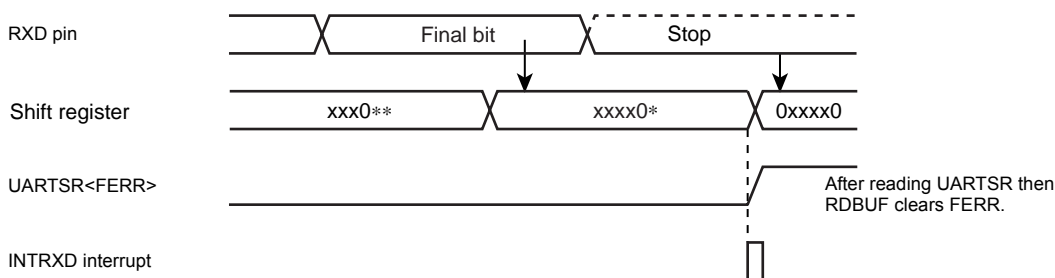 RXD pin
Final bit
Stop
Shift register
xxx0**
xxxx0*
0xxxx0
UARTSR<FERR>
After reading UARTSR then
RDBUF clears FERR.
INTRXD interrupt